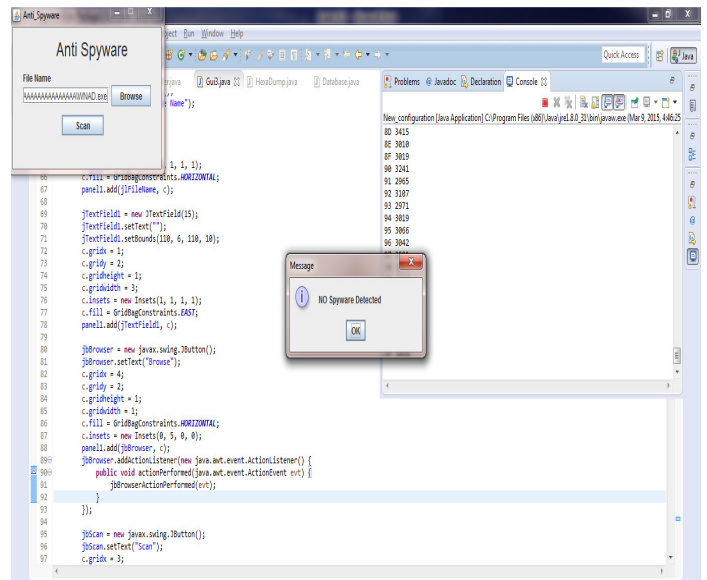 Anti_Spyware
Anti Spyware
File Name
Browse
Scan
ject Run Window Help
Quick Access
Java
er.java
Gui3.java
HexaDump.java
Database.java
Problems @ Javadoc Declaration Console
New_configuration [Java Application] C:\Program Files (x86)\Java\jre1.8.0_31\bin\javaw.exe (Mar 9, 2015, 4:46:25
8D 3415
8E 3010
8F 3019
90 3241
91 2965
92 3107
93 2971
94 3019
95 3066
96 3042
e Name");
, 1, 1, 1);
66 c.fill = GridBagConstraints.HORIZONTAL;
67 panel1.add(jlFileName, c);
68
69 jTextField1 = new JTextField(15);
70 jTextField1.setText("");
71 jTextField1.setBounds(110, 6, 110, 10);
72 c.gridx = 1;
73 c.gridy = 2;
74 c.gridheight = 1;
75 c.gridwidth = 3;
76 c.insets = new Insets(1, 1, 1, 1);
77 c.fill = GridBagConstraints.EAST;
78 panel1.add(jTextField1, c);
79
80 jbBrowser = new javax.swing.JButton();
81 jbBrowser.setText("Browse");
82 c.gridx = 4;
83 c.gridy = 2;
84 c.gridheight = 1;
85 c.gridwidth = 1;
86 c.fill = GridBagConstraints.HORIZONTAL;
87 c.insets = new Insets(0, 5, 0, 0);
88 panel1.add(jbBrowser, c);
89 jbBrowser.addActionListener(new java.awt.event.ActionListener() {
90 public void actionPerformed(java.awt.event.ActionEvent evt) {
91 jbBrowserActionPerformed(evt);
92 }
93 });
94
95 jbScan = new javax.swing.JButton();
96 jbScan.setText("Scan");
97 c.gridx = 3;
Message
NO Spyware Detected
OK